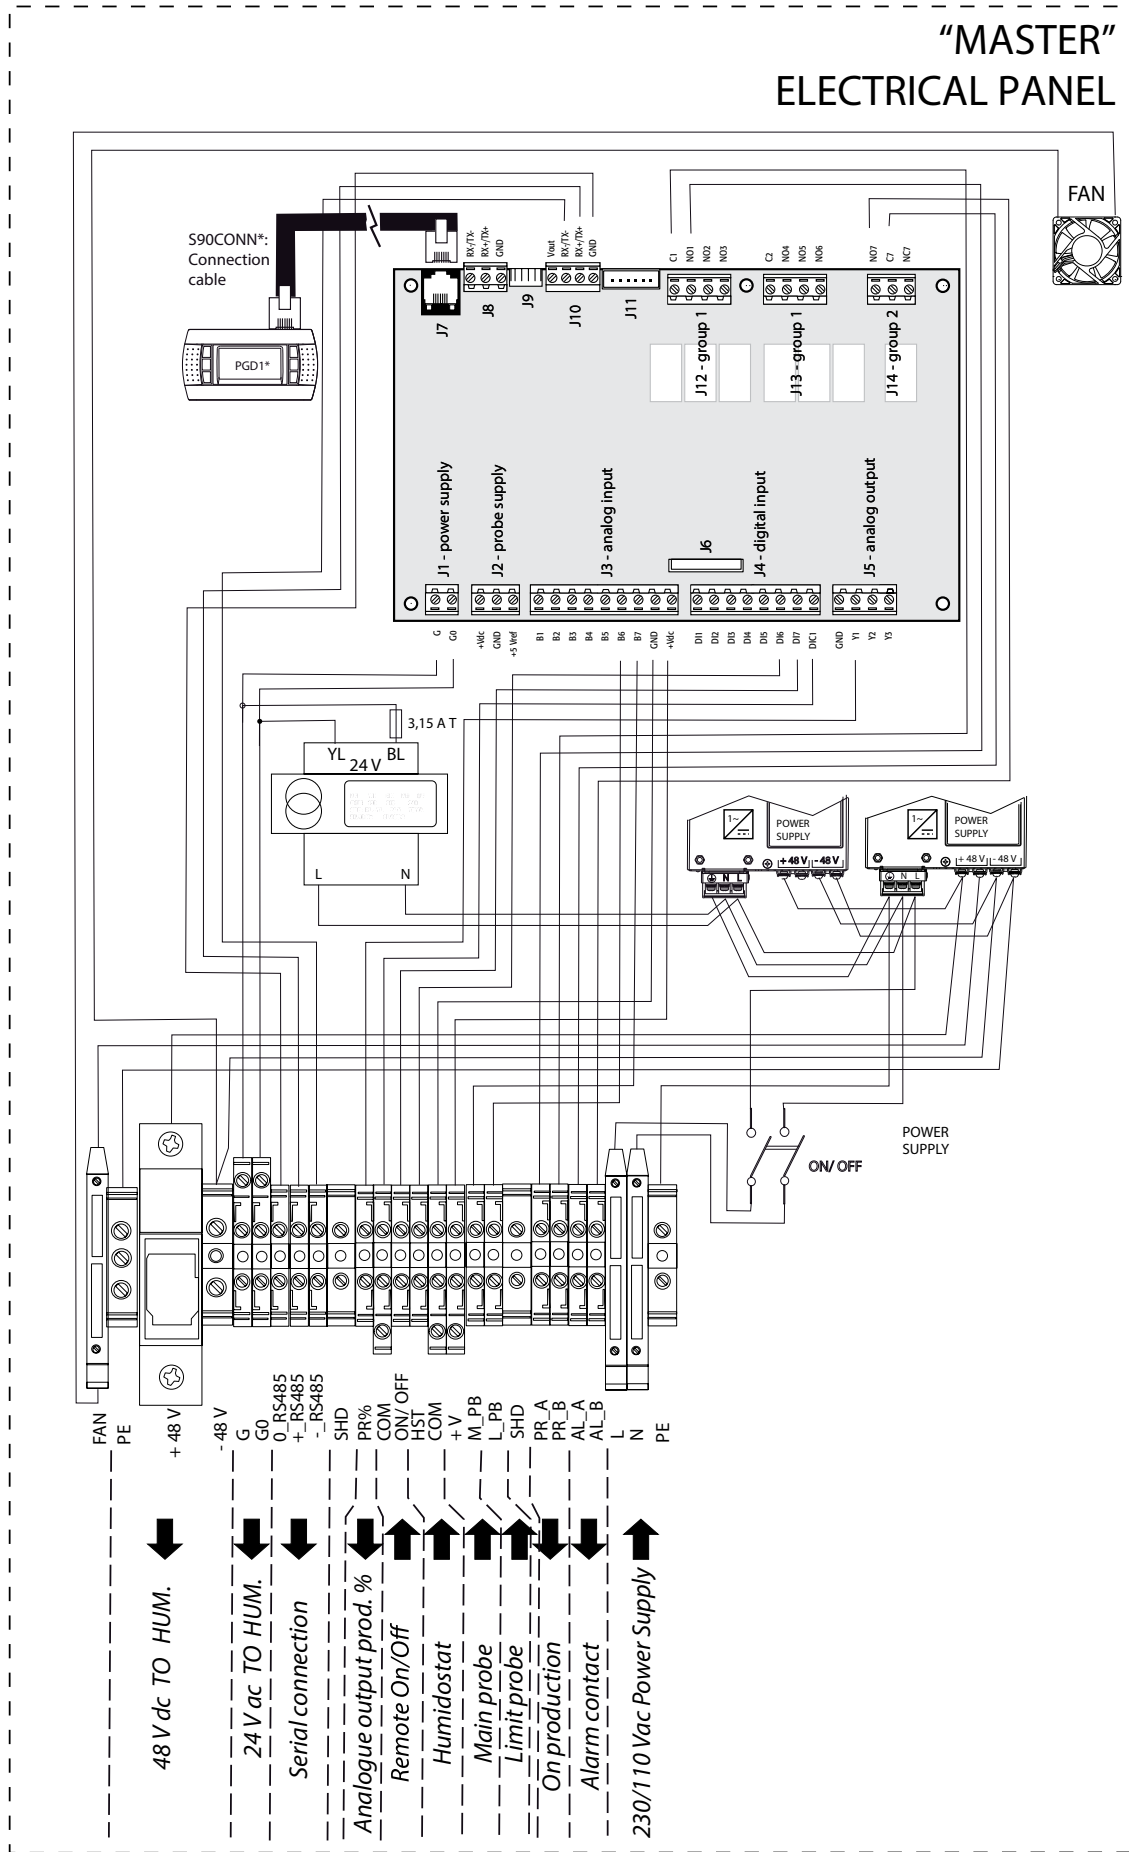 “MASTER”
ELECTRICAL PANEL
FAN
S90CONN*:
Connection
cable
PGD1*
RX-/TX-
RX+/TX+
GND
Vout
RX-/TX-
RX+/TX+
GND
C1
NO1
NO2
NO3
C2
NO4
NO5
NO6
NO7
C7
NC7
J7
J8
J9
J10
J11
J12 - group 1
J13 - group 1
J14 - group 2
J1 - power supply
J2 - probe supply
J3 - analog input
J6
J4 - digital input
J5 - analog output
G
G0
+Vdc
GND
+5 Vref
B1
B2
B3
B4
B5
B6
B7
GND
+Vdc
DI1
DI2
DI3
DI4
DI5
DI6
DI7
DIC1
GND
Y1
Y2
Y3
3,15 A T
YL
BL
24 V
L
N
1~
POWER
SUPPLY
+ 48 V
- 48 V
N
L
1~
POWER
SUPPLY
+ 48 V
- 48 V
N
L
POWER
SUPPLY
ON/ OFF
FAN
PE
+ 48 V
- 48 V
G
G0
0_RS485
+_RS485
-_RS485
SHD
PR%
COM
ON/ OFF
HST
COM
+ V
M_PB
L_PB
SHD
PR_A
PR_B
AL_A
AL_B
L
N
PE
48 V dc TO HUM.
24 V ac TO HUM.
Serial connection
Analogue output prod. %
Remote On/Off
Humidostat
Main probe
Limit probe
On production
Alarm contact
230/110 Vac Power Supply